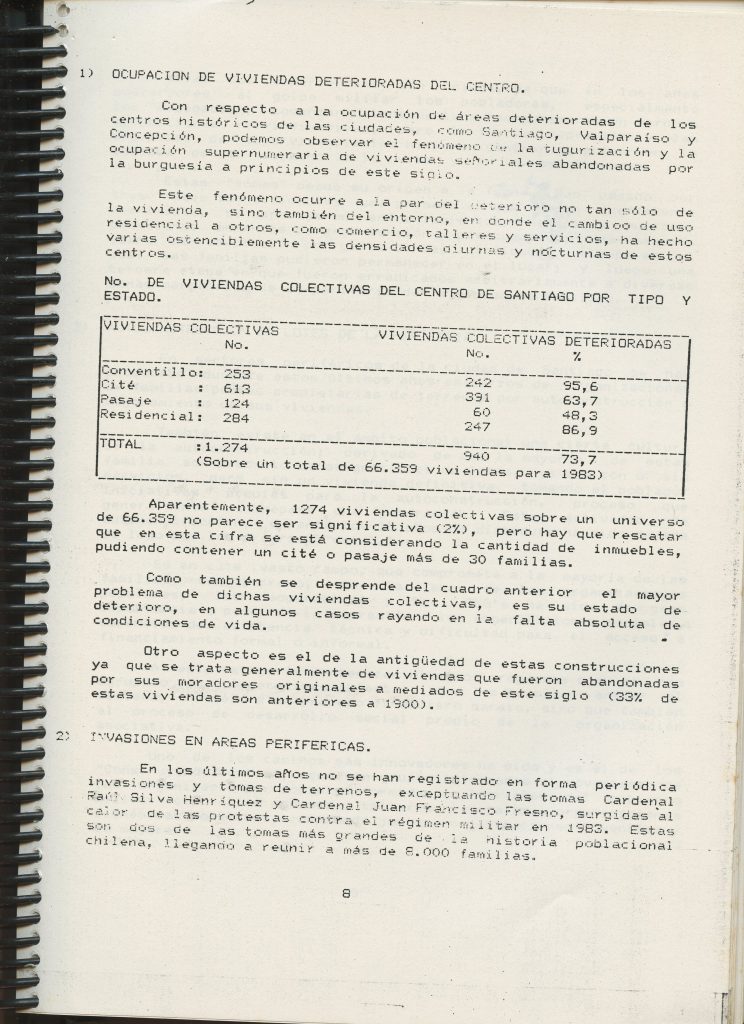 1) OCUPACION DE VIVIENDAS DETERIORADAS DEL CENTRO.
Con respecto a la ocupación de áreas deterioradas de los
centros históricos de las ciudades, como Santiago, Valparaíso y
Concepción, podemos observar el fenómeno de la tugurización y la
ocupación supernumeraria de viviendas señoriales abandonadas por
la burguesía a principios de este siglo.
Este fenómeno ocurre a la par del deterioro no tan sólo de
la vivienda, sino también del entorno, en donde el cambioo de uso
residencial a otros, como comercio, talleres y servicios, ha hecho
varias ostenciblemente las densidades diurnas y nocturnas de estos
centros.
No. DE VIVIENDAS COLECTIVAS DEL CENTRO DE SANTIAGO POR TIPO Y
ESTADO.
VIVIENDAS COLECTIVAS VIVIENDAS COLECTIVAS DETERIORADAS
No. No. %
Conventillo: 253 242 95,6
Cité : 613 391 63,7
Pasaje : 124 60 48,3
Residencial: 284 247 86,9
TOTAL :1.274 940 73,7
(Sobre un total de 66.359 viviendas para 1983)
Aparentemente, 1274 viviendas colectivas sobre un universo
de 66.359 no parece ser significativa (2%), pero hay que rescatar
que en esta cifra se está considerando la cantidad de inmuebles,
pudiendo contener un cité o pasaje más de 30 familias.
Como también se desprende del cuadro anterior el mayor
problema de dichas viviendas colectivas, es su estado de
deterioro, en algunos casos rayando en la falta absoluta de
condiciones de vida.
Otro aspecto es el de la antigüedad de estas construcciones
ya que se trata generalmente de viviendas que fueron abandonadas
por sus moradores originales a mediados de este siglo (33% de
estas viviendas son anteriores a 1900).
2) INVASIONES EN AREAS PERIFERICAS.
En los últimos años no se han registrado en forma periódica
invasiones y tomas de terrenos, exceptuando las tomas Cardenal
Raúl Silva Henríquez y Cardenal Juan Francisco Fresno, surgidas al
calor de las protestas contra el régimen militar en 1983. Estas
son dos de las tomas más grandes de la historia poblacional
chilena, llegando a reunir a más de 8.000 familias.
8